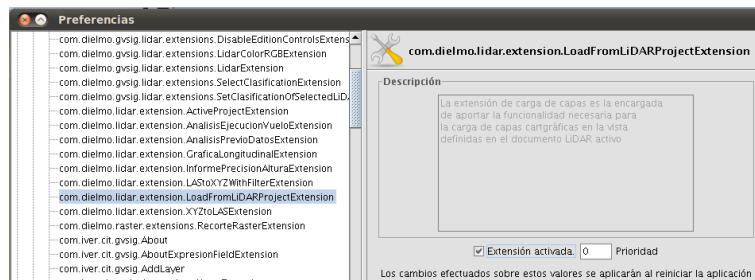 Preferencias
com.dielmo.gvsig.lidar.extensions.DisableEditionControlsExtens
com.dielmo.gvsig.lidar.extensions.LidarColorRGBExtension
com.dielmo.gvsig.lidar.extensions.LidarExtension
com.dielmo.gvsig.lidar.extensions.SelectClasificationExtension
com.dielmo.gvsig.lidar.extensions.SetClasificationOfSelectedLiD
com.dielmo.lidar.extension.ActiveProjectExtension
com.dielmo.lidar.extension.AnalisisEjecucionVueloExtension
com.dielmo.lidar.extension.AnalisisPrevioDatosExtension
com.dielmo.lidar.extension.GraficaLongitudinalExtension
com.dielmo.lidar.extension.InformePrecisionAlturaExtension
com.dielmo.lidar.extension.LAStoXYZWithFilterExtension
com.dielmo.lidar.extension.LoadFromLiDARProjectExtension
com.dielmo.lidar.extension.XYZtoLASExtension
com.dielmo.raster.extensions.RecorteRasterExtension
com.iver.cit.gvsig.About
com.iver.cit.gvsig.AboutExpresionFieldExtension
com.iver.cit.gvsig.AddLayer
com.dielmo.lidar.extension.LoadFromLiDARProjectExtension
Descripción
La extensión de carga de capas es la encargada
de aportar la funcionalidad necesaria para
la carga de capas cartgráficas en la vista
definidas en el documento LiDAR activo
Extensión activada. 0 Prioridad
Los cambios efectuados sobre estos valores se aplicarán al reiniciar la aplicación